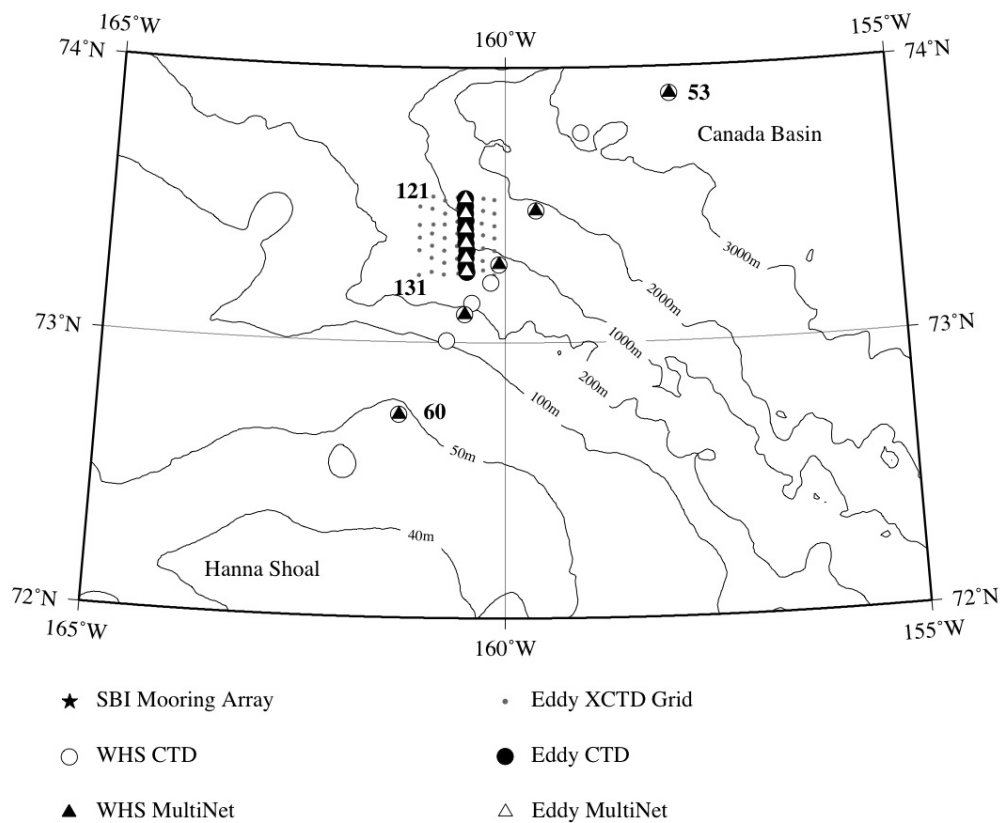 165˚W
160˚W
155˚W
74˚N
74˚N
53
Canada Basin
121
3000m
131
2000m
73˚N
73˚N
1000m
200m
100m
60
50m
40m
Hanna Shoal
72˚N
72˚N
165˚W
160˚W
155˚W
SBI Mooring Array
Eddy XCTD Grid
WHS CTD
Eddy CTD
WHS MultiNet
Eddy MultiNet